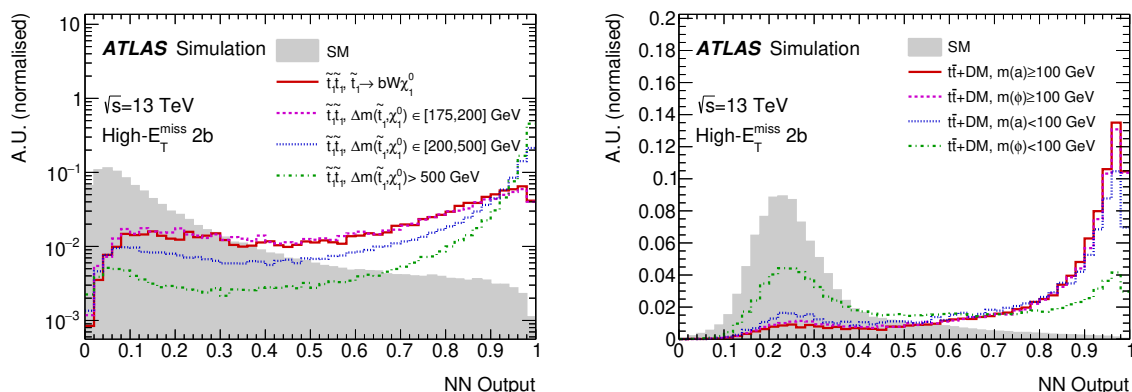 ATLAS Simulation
√s=13 TeV
High-E_T^miss 2b
SM
t̃₁t̃₁, t̃₁→ bWχ₁⁰
t̃₁t̃₁, Δm(t̃₁,χ₁⁰) ∈ [175,200] GeV
t̃₁t̃₁, Δm(t̃₁,χ₁⁰) ∈ [200,500] GeV
t̃₁t̃₁, Δm(t̃₁,χ₁⁰)> 500 GeV
A.U. (normalised)
10
1
10⁻¹
10⁻²
10⁻³
0 0.1 0.2 0.3 0.4 0.5 0.6 0.7 0.8 0.9 1
NN Output
ATLAS Simulation
√s=13 TeV
High-E_T^miss 2b
SM
tt̄+DM, m(a)≥100 GeV
tt̄+DM, m(ϕ)≥100 GeV
tt̄+DM, m(a)<100 GeV
tt̄+DM, m(ϕ)<100 GeV
A.U. (normalised)
0.2
0.18
0.16
0.14
0.12
0.10
0.08
0.06
0.04
0.02
0.00
0 0.1 0.2 0.3 0.4 0.5 0.6 0.7 0.8 0.9 1
NN Output